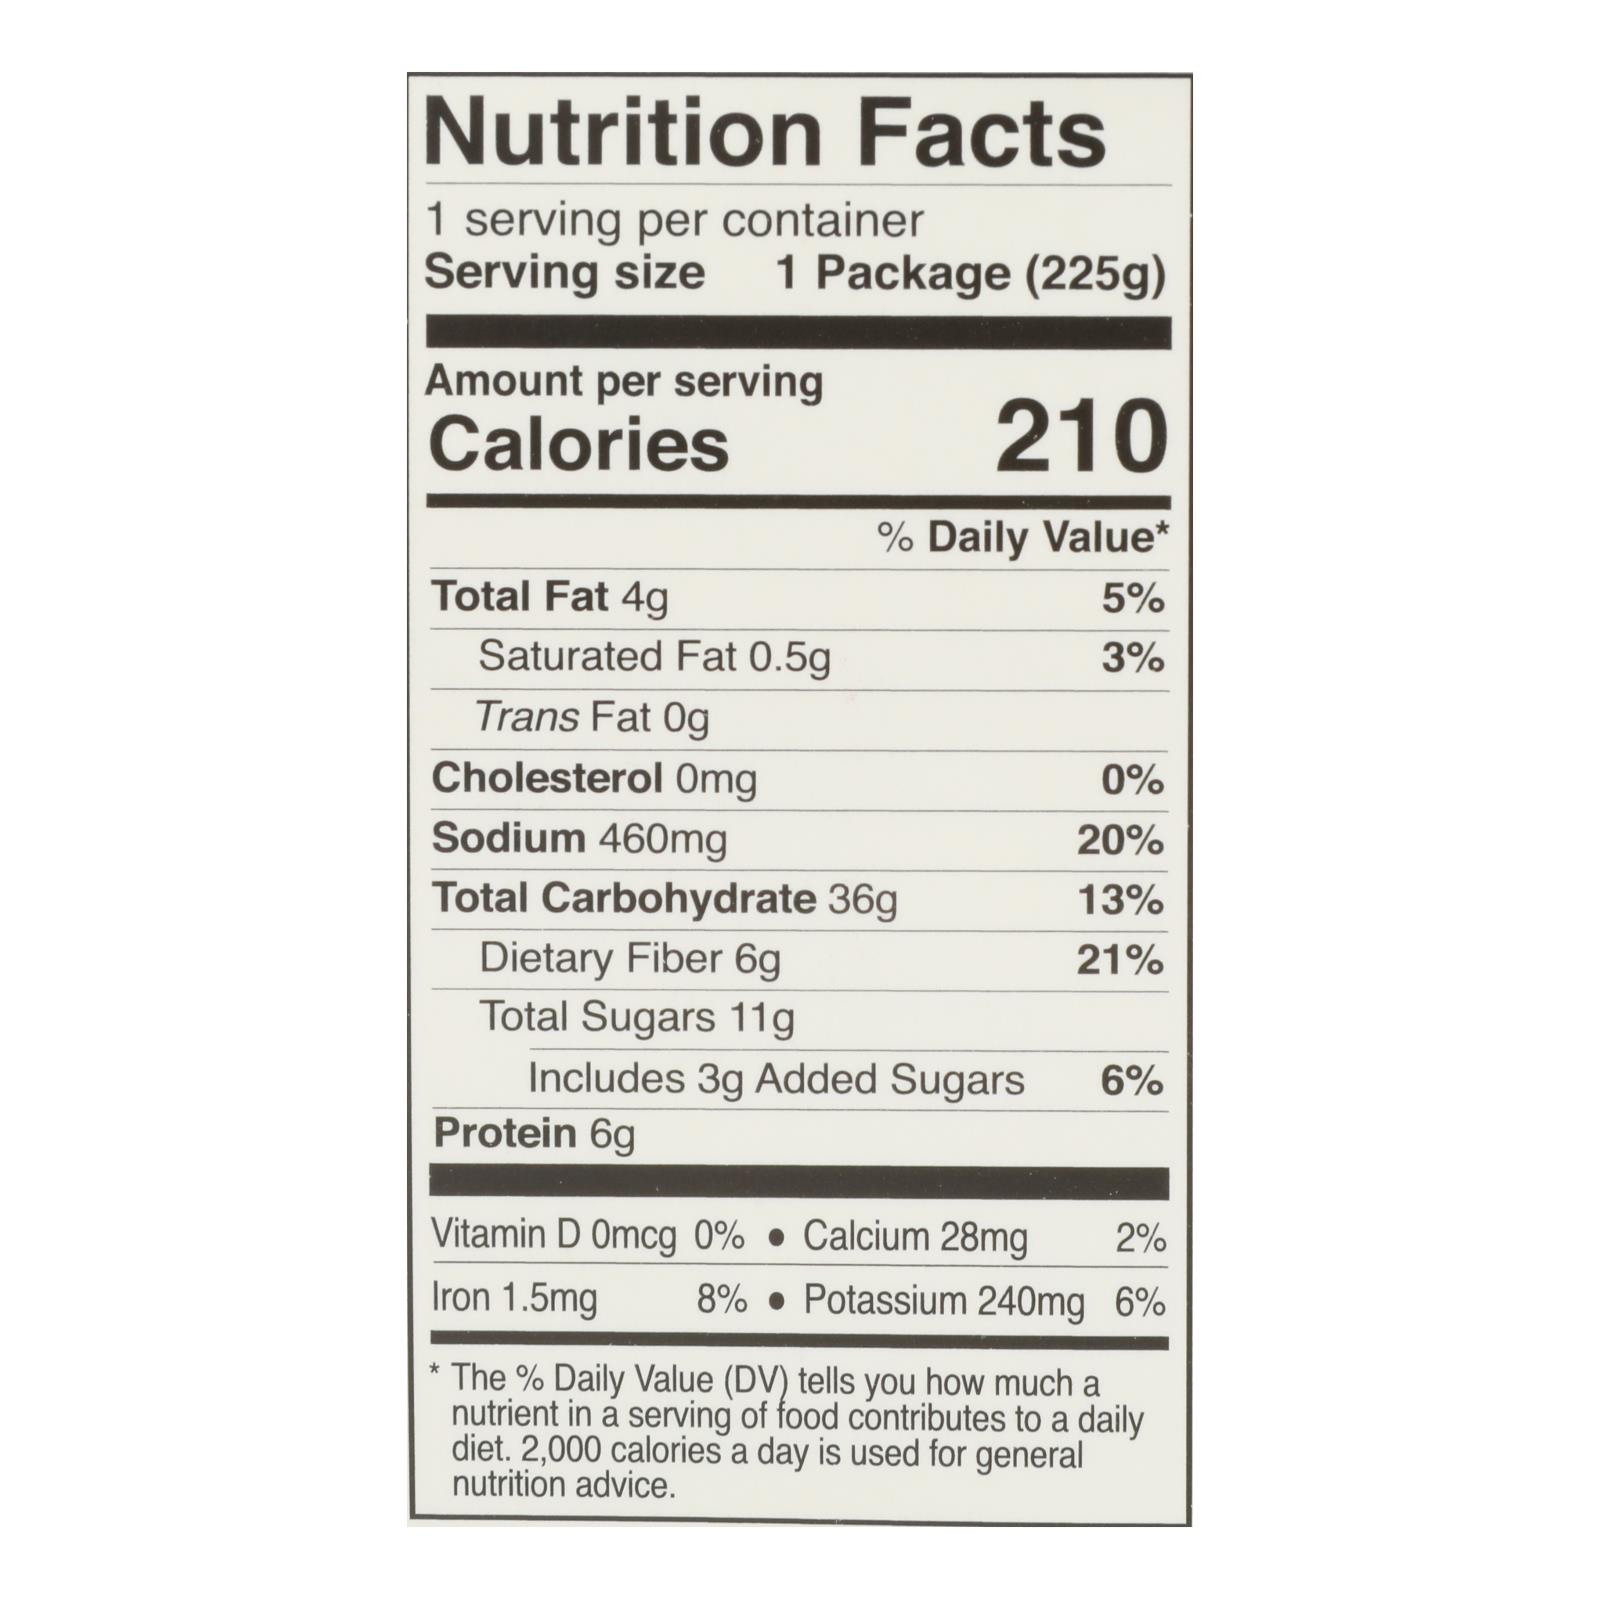 Nutrition Facts
1 serving per container
Serving size 1 Package (225g)
Amount per serving
Calories 210
% Daily Value*
Total Fat 4g 5%
Saturated Fat 0.5g 3%
Trans Fat 0g
Cholesterol 0mg 0%
Sodium 460mg 20%
Total Carbohydrate 36g 13%
Dietary Fiber 6g 21%
Total Sugars 11g
Includes 3g Added Sugars 6%
Protein 6g
Vitamin D 0mcg 0% • Calcium 28mg 2%
Iron 1.5mg 8% • Potassium 240mg 6%
* The % Daily Value (DV) tells you how much a
nutrient in a serving of food contributes to a daily
diet. 2,000 calories a day is used for general
nutrition advice.